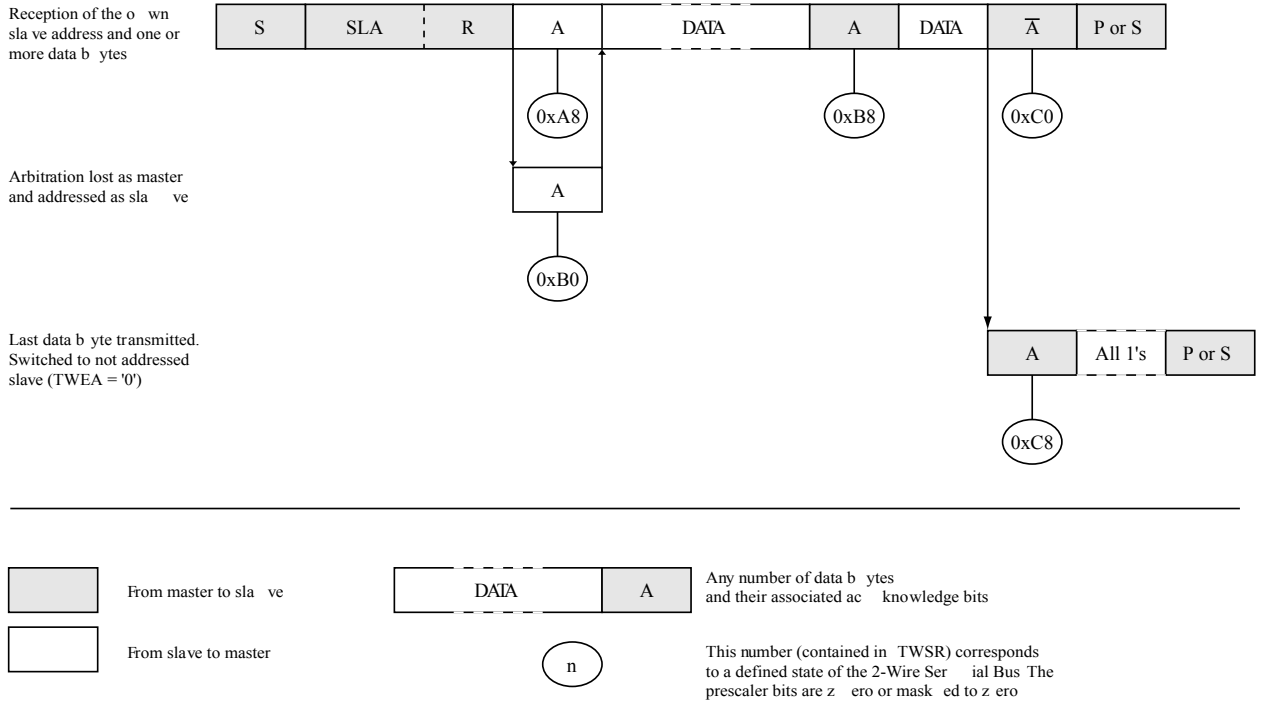 Reception of the o wn
sla ve address and one or
more data b ytes
S SLA R A DATA A DATA A̅ P or S
0xA8 0xB8 0xC0
Arbitration lost as master
and addressed as sla ve
A
0xB0
Last data b yte transmitted.
Switched to not addressed
slave (TWEA = '0')
A All 1's P or S
0xC8
From master to sla ve
DATA A
Any number of data b ytes
and their associated ac knowledge bits
From slave to master
n
This number (contained in TWSR) corresponds
to a defined state of the 2-Wire Ser ial Bus The
prescaler bits are z ero or mask ed to z ero